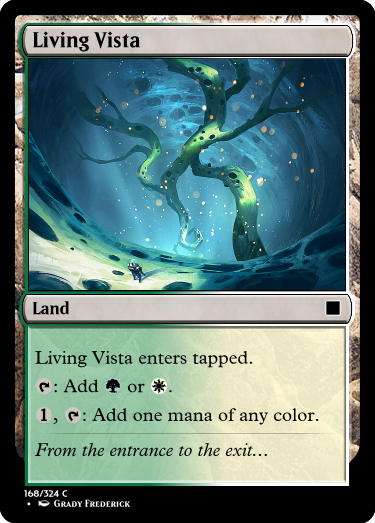 Living Vista
Land
Living Vista enters tapped.
: Add or .
1, : Add one mana of any color.
From the entrance to the exit…
168/324 C
• Grady Frederick